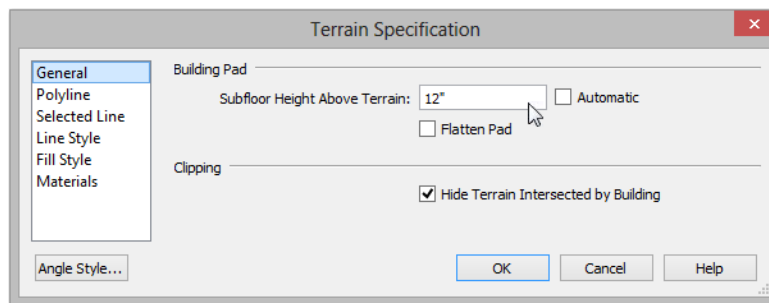 Terrain Specification
General
Polyline
Selected Line
Line Style
Fill Style
Materials
Building Pad
Subfloor Height Above Terrain: 12" Automatic
Flatten Pad
Clipping
Hide Terrain Intersected by Building
Angle Style... OK Cancel Help